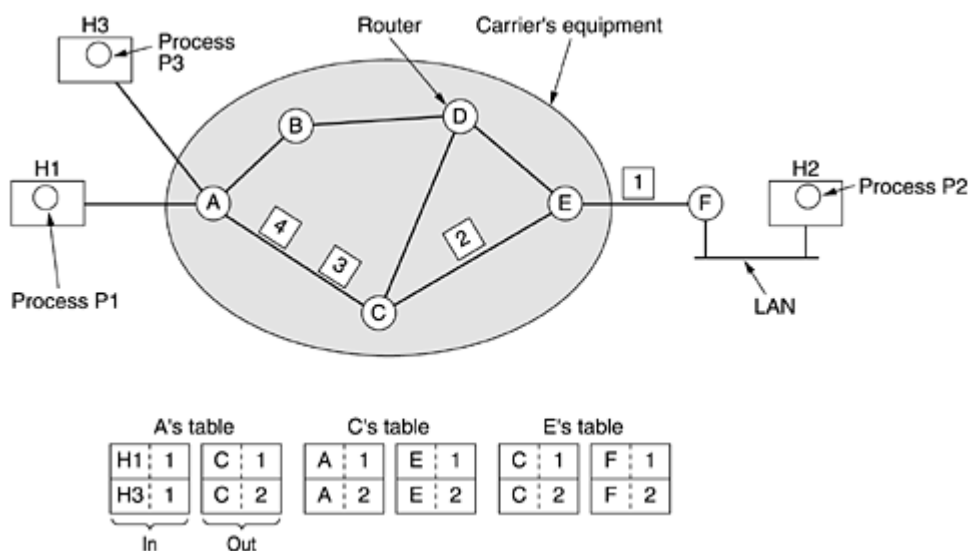 H3
Process
P3
Router
Carrier's equipment
B
D
H1
A
E
1
F
H2
Process P2
4
3
2
C
Process P1
LAN
A's table
C's table
E's table
H1 1 C 1 A 1 E 1 C 1 F 1
H3 1 C 2 A 2 E 2 C 2 F 2
In Out